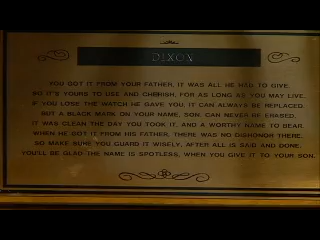 DIXON
YOU GOT IT FROM YOUR FATHER, IT WAS ALL HE HAD TO GIVE.
SO IT'S YOURS TO USE AND CHERISH, FOR AS LONG AS YOU MAY LIVE.
IF YOU LOSE THE WATCH HE GAVE YOU, IT CAN ALWAYS BE REPLACED.
BUT A BLACK MARK ON YOUR NAME, SON, CAN NEVER BE ERASED.
IT WAS CLEAN THE DAY YOU TOOK IT, AND A WORTHY NAME TO BEAR.
WHEN HE GOT IT FROM HIS FATHER, THERE WAS NO DISHONOR THERE.
SO MAKE SURE YOU GUARD IT WISELY, AFTER ALL IS SAID AND DONE.
YOU'LL BE GLAD THE NAME IS SPOTLESS, WHEN YOU GIVE IT TO YOUR SON.